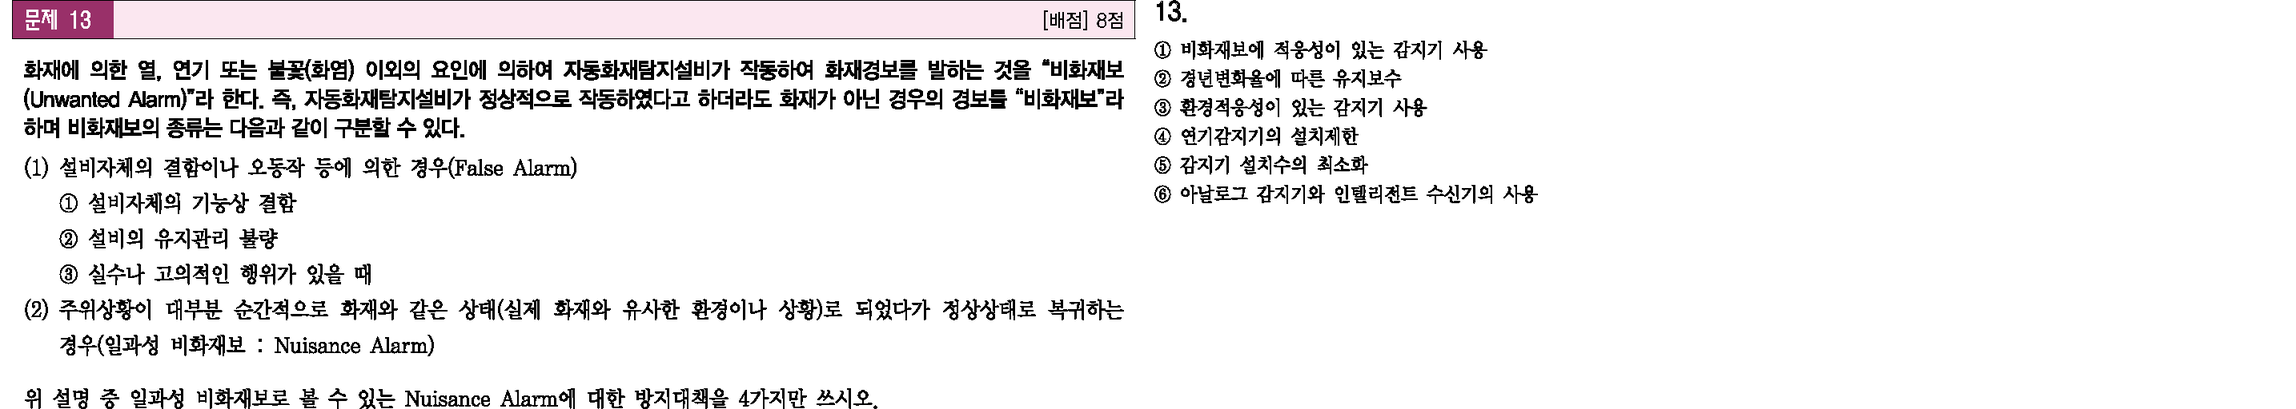 문제 13
[배점] 8점
화재에 의한 열, 연기 또는 불꽃(화염) 이외의 요인에 의하여 자동화재탐지설비가 작동하여 화재경보를 발하는 것을 “비화재보
(Unwanted Alarm)”라 한다. 즉, 자동화재탐지설비가 정상적으로 작동하였다고 하더라도 화재가 아닌 경우의 경보를 “비화재보”라
하며 비화재보의 종류는 다음과 같이 구분할 수 있다.
(1) 설비자체의 결함이나 오동작 등에 의한 경우(False Alarm)
① 설비자체의 기능상 결함
② 설비의 유지관리 불량
③ 실수나 고의적인 행위가 있을 때
(2) 주위상황이 대부분 순간적으로 화재와 같은 상태(실제 화재와 유사한 환경이나 상황)로 되었다가 정상상태로 복귀하는
경우(일과성 비화재보 : Nuisance Alarm)
위 설명 중 일과성 비화재보로 볼 수 있는 Nuisance Alarm에 대한 방지대책을 4가지만 쓰시오.
13.
① 비화재보에 적응성이 있는 감지기 사용
② 경년변화율에 따른 유지보수
③ 환경적응성이 있는 감지기 사용
④ 연기감지기의 설치제한
⑤ 감지기 설치수의 최소화
⑥ 아날로그 감지기와 인텔리전트 수신기의 사용